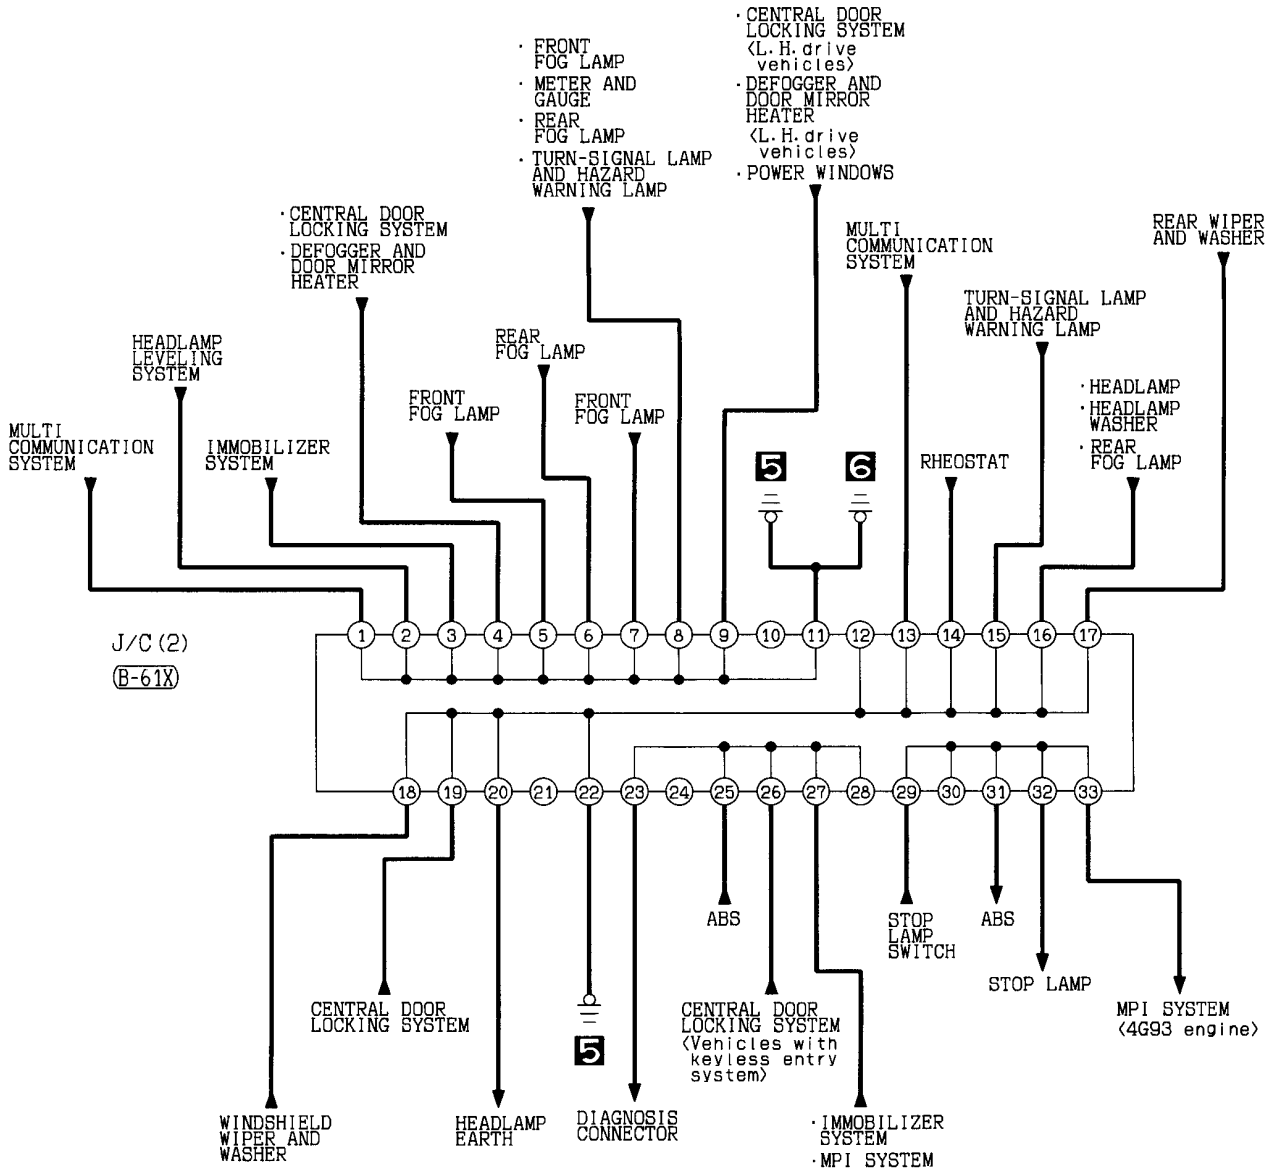 · CENTRAL DOOR
LOCKING SYSTEM
<L.H.drive
vehicles>
· DEFOGGER AND
DOOR MIRROR
HEATER
<L.H.drive
vehicles>
· POWER WINDOWS
· FRONT
FOG LAMP
· METER AND
GAUGE
· REAR
FOG LAMP
· TURN-SIGNAL LAMP
AND HAZARD
WARNING LAMP
· CENTRAL DOOR
LOCKING SYSTEM
· DEFOGGER AND
DOOR MIRROR
HEATER
MULTI
COMMUNICATION
SYSTEM
REAR WIPER
AND WASHER
TURN-SIGNAL LAMP
AND HAZARD
WARNING LAMP
HEADLAMP
LEVELING
SYSTEM
REAR
FOG LAMP
FRONT
FOG LAMP
FRONT
FOG LAMP
· HEADLAMP
· HEADLAMP
WASHER
· REAR
FOG LAMP
MULTI
COMMUNICATION
SYSTEM
IMMOBILIZER
SYSTEM
5
6
RHEOSTAT
J/C (2)
B-61X
1 2 3 4 5 6 7 8 9 10 11 12 13 14 15 16 17
18 19 20 21 22 23 24 25 26 27 28 29 30 31 32 33
ABS
STOP
LAMP
SWITCH
ABS
STOP LAMP
CENTRAL DOOR
LOCKING SYSTEM
5
CENTRAL DOOR
LOCKING SYSTEM
<Vehicles with
keyless entry
system>
MPI SYSTEM
<4G93 engine>
WINDSHIELD
WIPER AND
WASHER
HEADLAMP
EARTH
DIAGNOSIS
CONNECTOR
· IMMOBILIZER
SYSTEM
· MPI SYSTEM